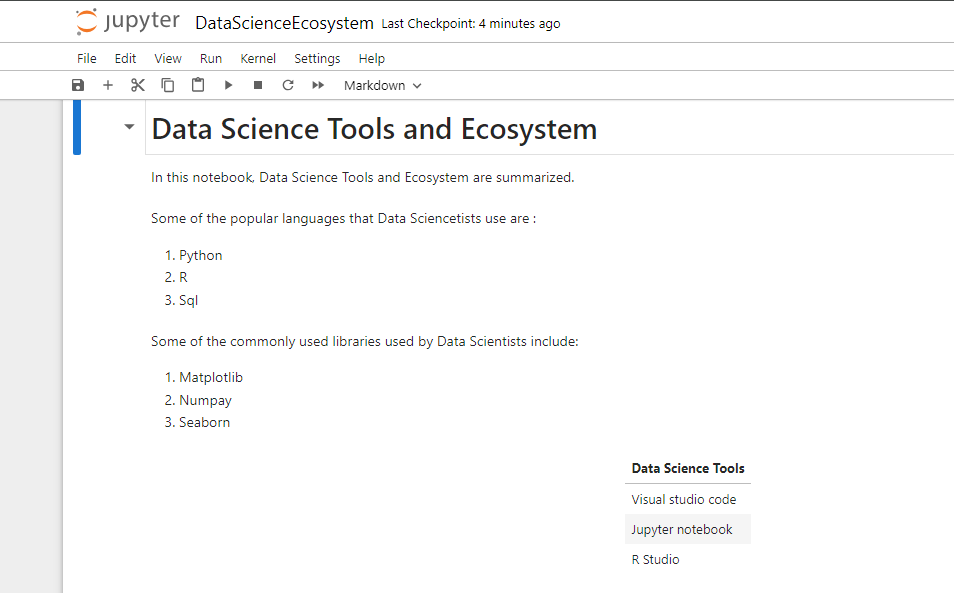 jupyter DataScienceEcosystem Last Checkpoint: 4 minutes ago
File Edit View Run Kernel Settings Help
Markdown
Data Science Tools and Ecosystem
In this notebook, Data Science Tools and Ecosystem are summarized.
Some of the popular languages that Data Sciencetists use are :
1. Python
2. R
3. Sql
Some of the commonly used libraries used by Data Scientists include:
1. Matplotlib
2. Numpay
3. Seaborn
Data Science Tools
Visual studio code
Jupyter notebook
R Studio